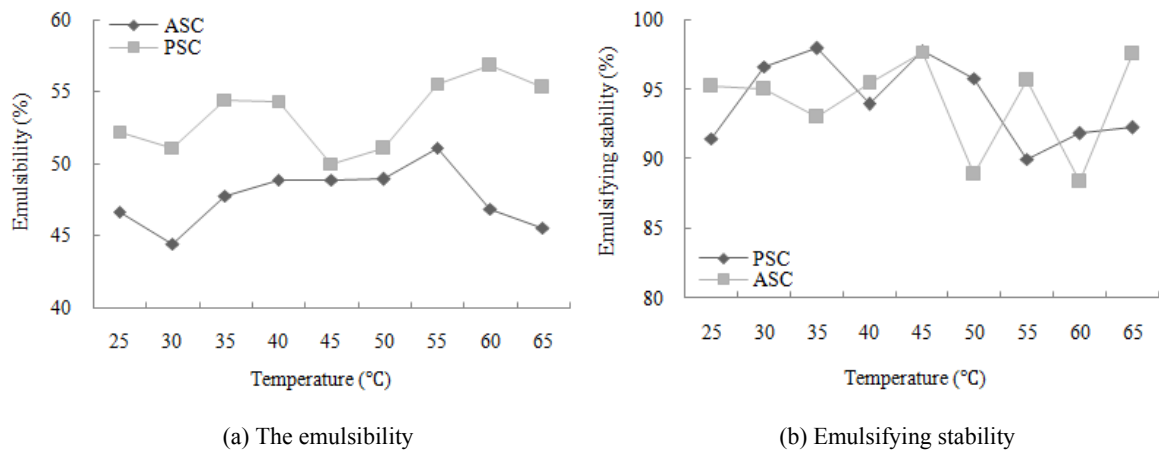 60
55
50
45
40
Emulsibility (%)
ASC
PSC
25 30 35 40 45 50 55 60 65
Temperature (℃)
(a) The emulsibility
100
95
90
85
80
Emulsifying stability (%)
PSC
ASC
25 30 35 40 45 50 55 60 65
Temperature (℃)
(b) Emulsifying stability